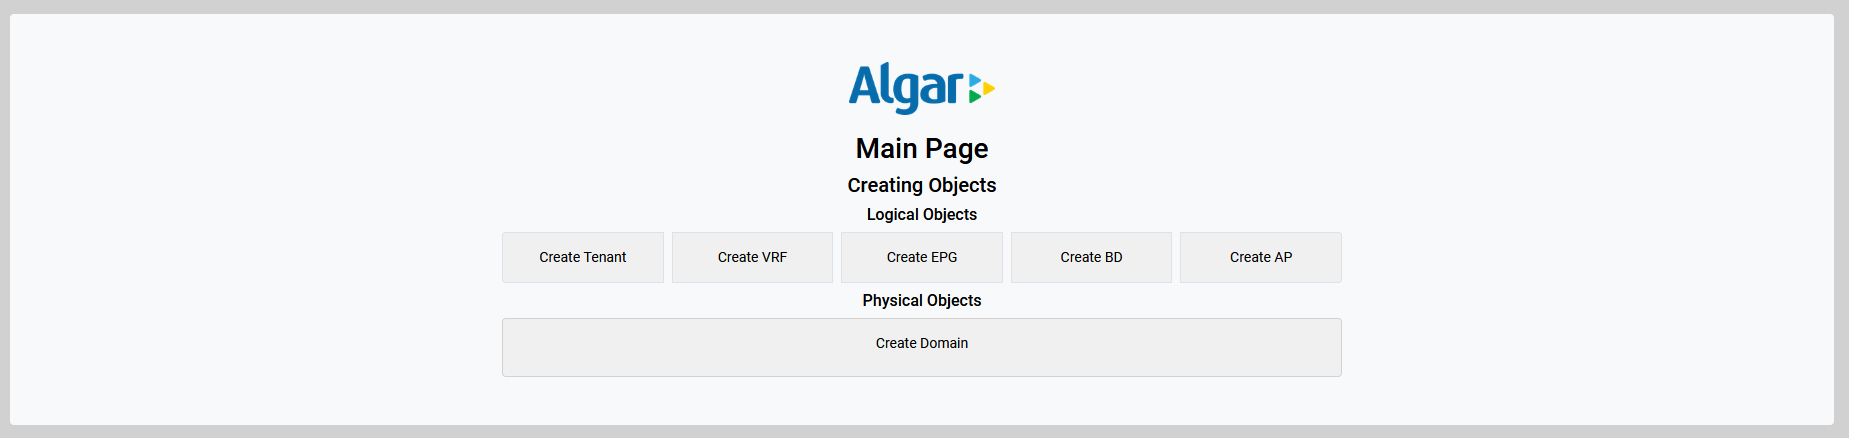 Algar
Main Page
Creating Objects
Logical Objects
Create Tenant Create VRF Create EPG Create BD Create AP
Physical Objects
Create Domain